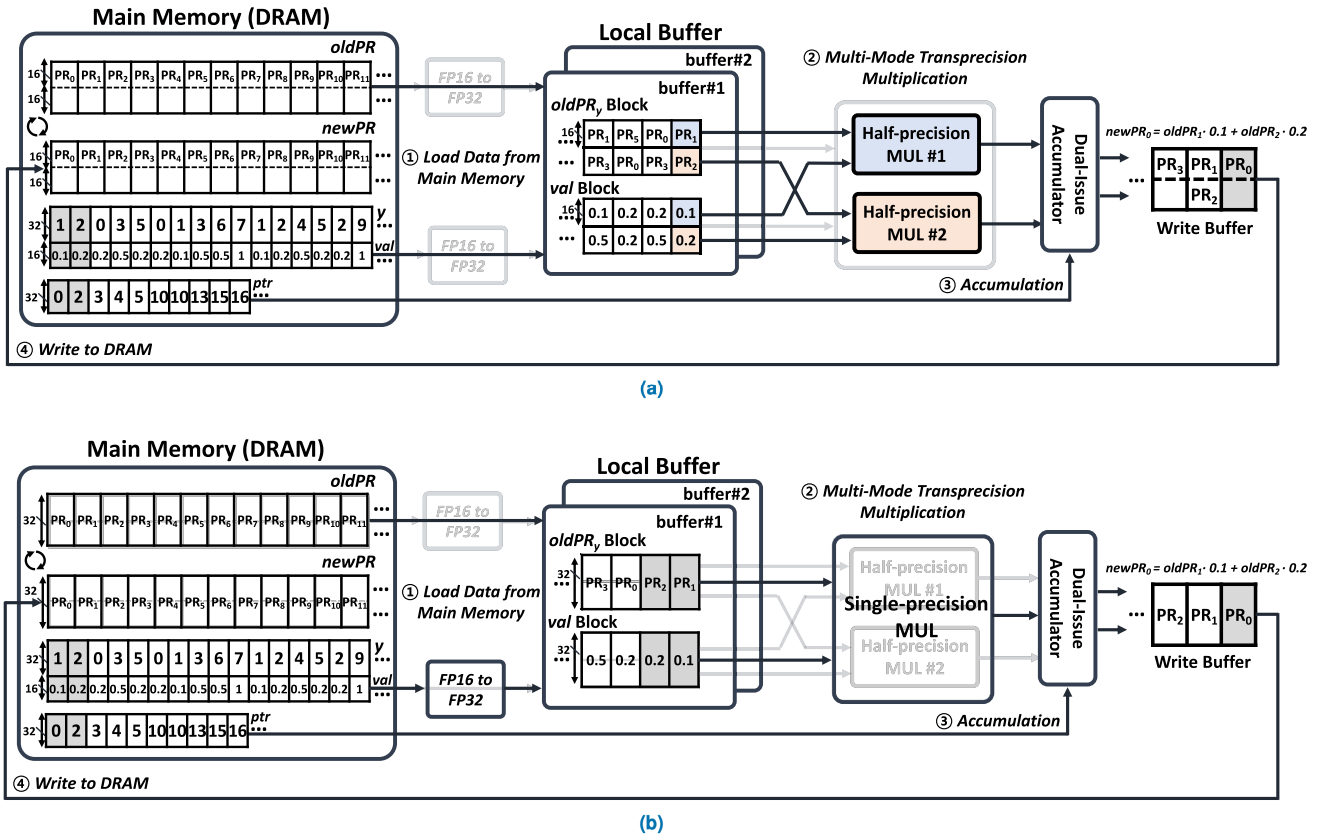 Main Memory (DRAM)
oldPR
16
PR0 PR1 PR2 PR3 PR4 PR5 PR6 PR7 PR8 PR9 PR10 PR11 ...
16
...
newPR
16
PR0 PR1 PR2 PR3 PR4 PR5 PR6 PR7 PR8 PR9 PR10 PR11 ...
16
...
y
32 1 2 0 3 5 0 1 3 6 7 1 2 4 5 2 9 ...
val
16 0.1 0.2 0.2 0.5 0.2 0.2 0.1 0.5 0.5 1 0.1 0.2 0.5 0.2 0.2 1 ...
ptr
32 0 2 3 4 5 10 10 13 15 16 ...
④ Write to DRAM
FP16 to
FP32
① Load Data from
Main Memory
FP16 to
FP32
Local Buffer
buffer#2
buffer#1
oldPRy Block
16 ... PR1 PR5 PR0 PR1
... PR3 PR0 PR3 PR2
val Block
16 ... 0.1 0.2 0.2 0.1
... 0.5 0.2 0.5 0.2
② Multi-Mode Transprecision
Multiplication
Half-precision
MUL #1
Half-precision
MUL #2
③ Accumulation
Dual-Issue
Accumulator
newPR0 = oldPR1· 0.1 + oldPR2· 0.2
... PR3 PR1 PR0
PR2
Write Buffer
(a)
Main Memory (DRAM)
oldPR
32 PR0 PR1 PR2 PR3 PR4 PR5 PR6 PR7 PR8 PR9 PR10 PR11 ...
...
newPR
32 PR0 PR1 PR2 PR3 PR4 PR5 PR6 PR7 PR8 PR9 PR10 PR11 ...
...
y
32 1 2 0 3 5 0 1 3 6 7 1 2 4 5 2 9 ...
val
16 0.1 0.2 0.2 0.5 0.2 0.2 0.1 0.5 0.5 1 0.1 0.2 0.5 0.2 0.2 1 ...
ptr
32 0 2 3 4 5 10 10 13 15 16 ...
④ Write to DRAM
FP16 to
FP32
① Load Data from
Main Memory
FP16 to
FP32
Local Buffer
buffer#2
buffer#1
oldPRy Block
32 ... PR3 PR0 PR2 PR1
val Block
32 ... 0.5 0.2 0.2 0.1
② Multi-Mode Transprecision
Multiplication
Half-precision
MUL #1
Single-precision
MUL
Half-precision
MUL #2
③ Accumulation
Dual-Issue
Accumulator
newPR0 = oldPR1· 0.1 + oldPR2· 0.2
... PR2 PR1 PR0
Write Buffer
(b)